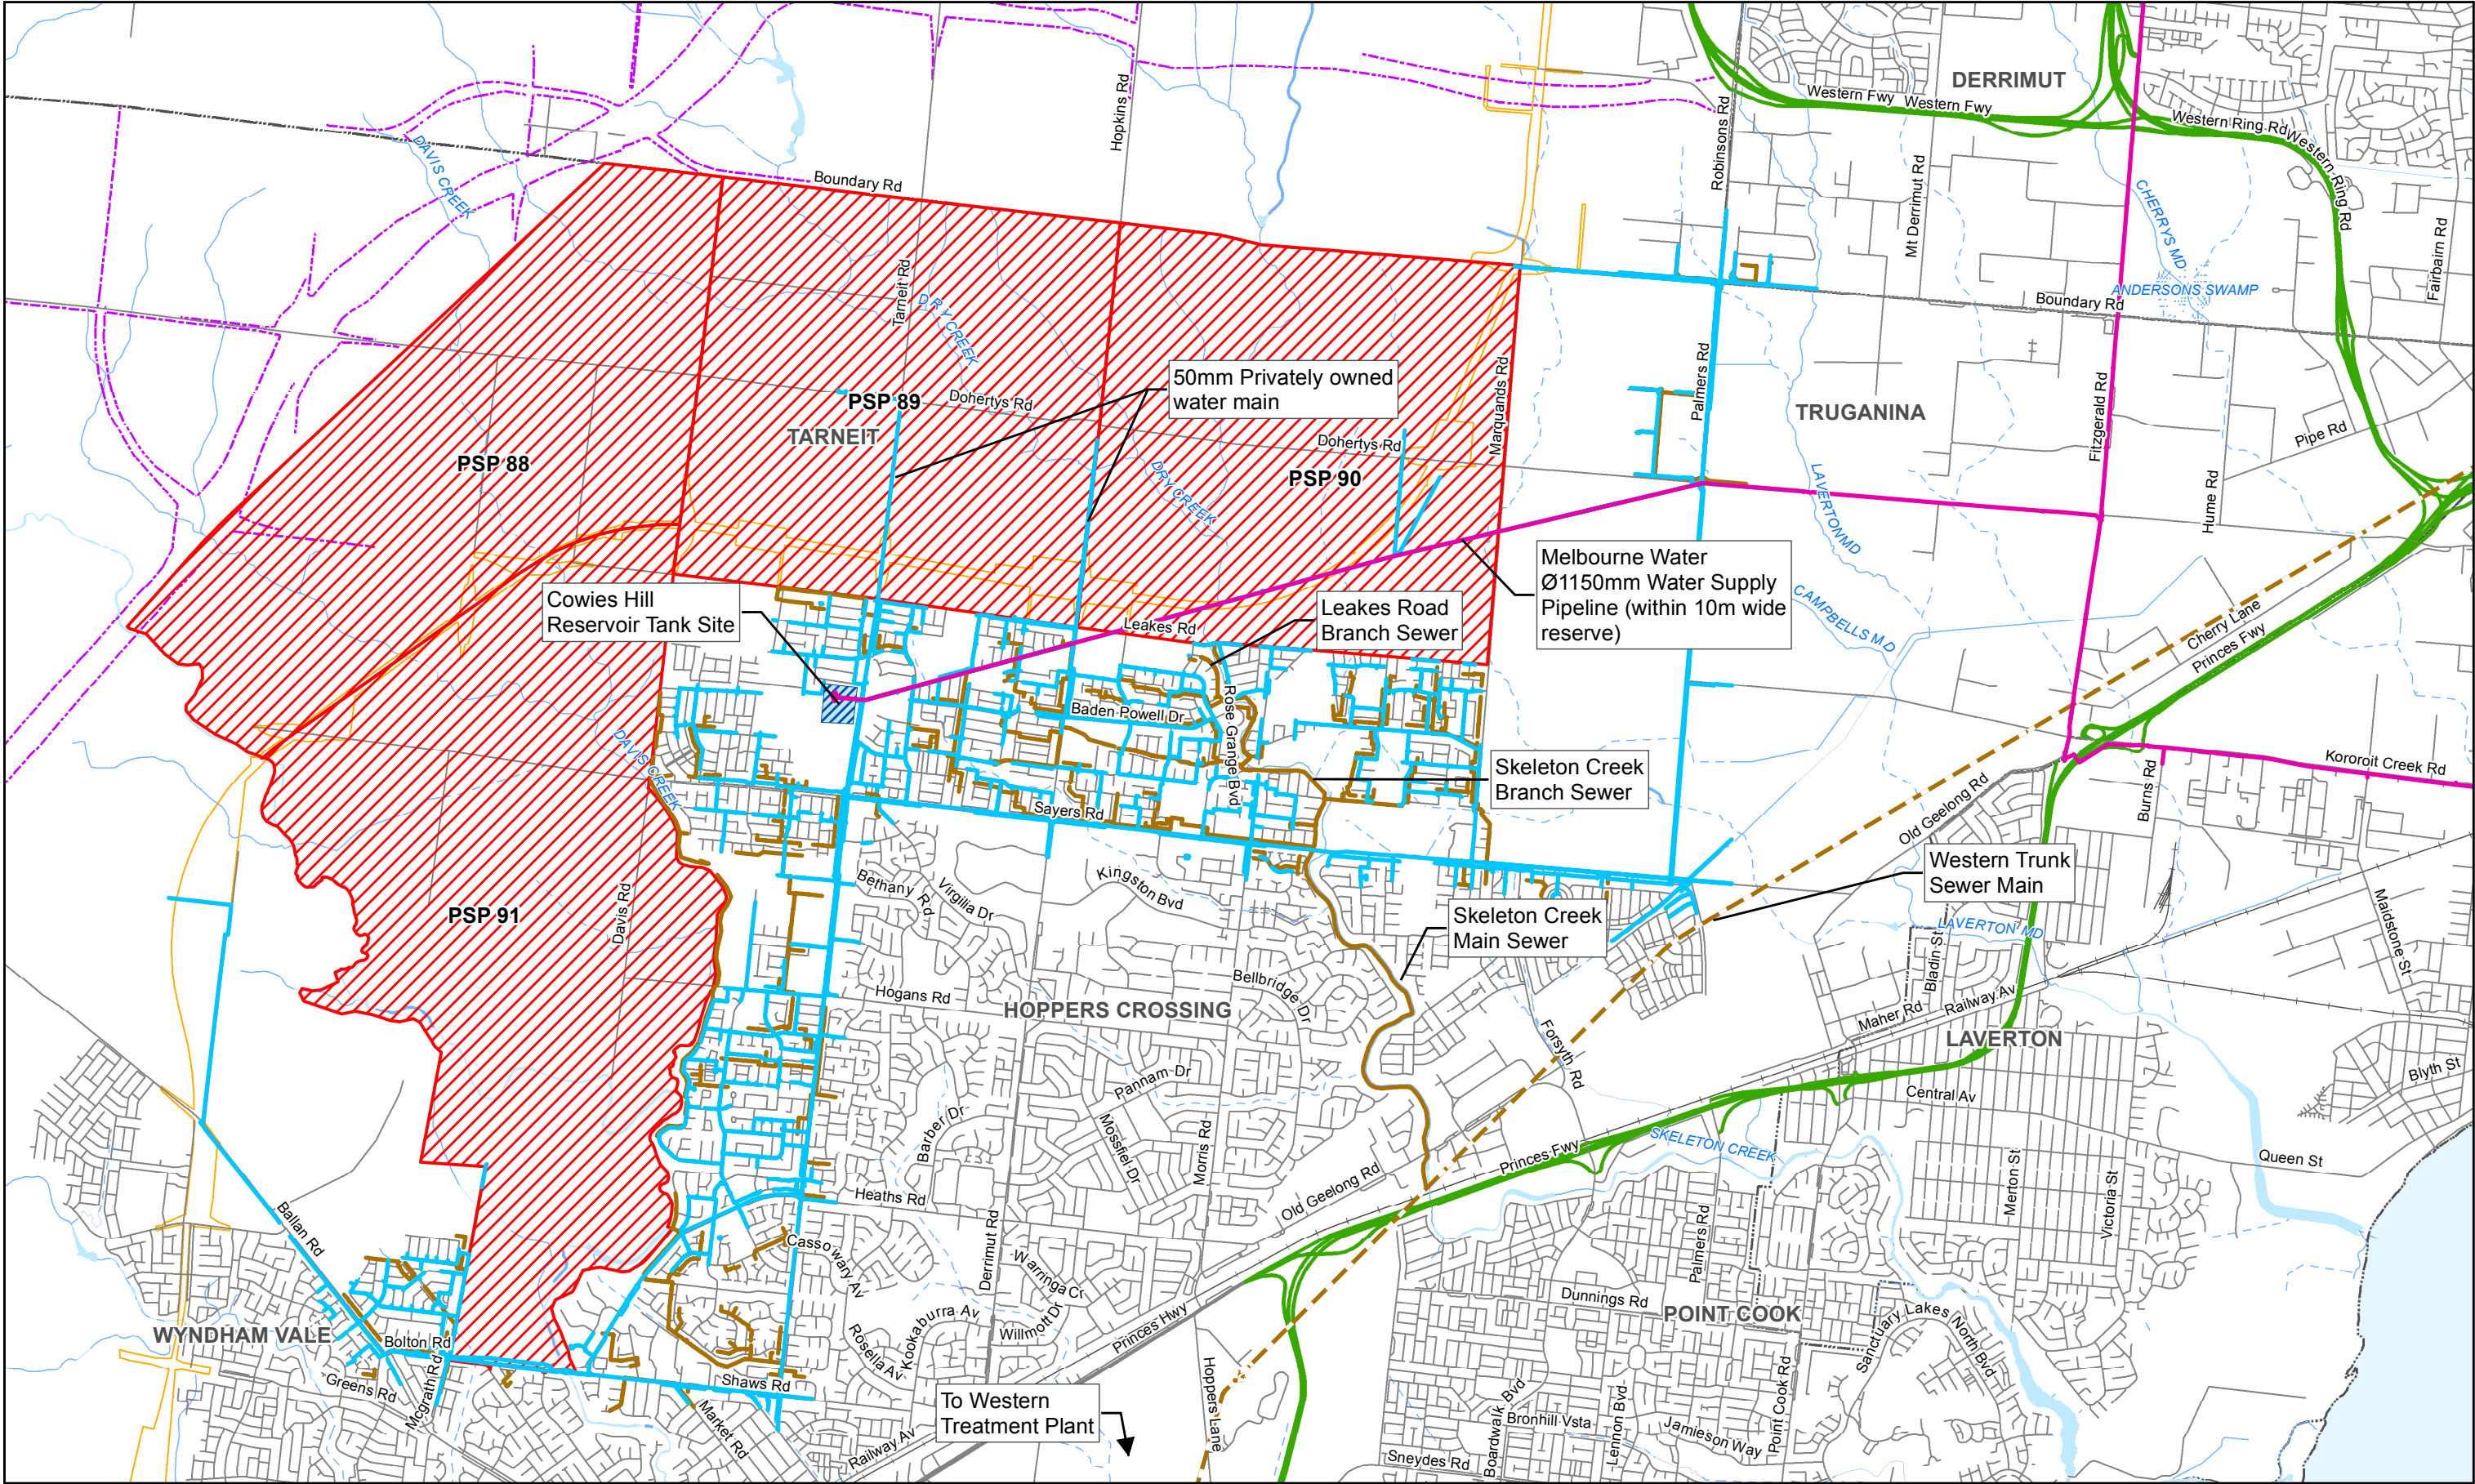 DERRIMUT
Western Fwy
Western Fwy
Western Ring Rd
Western Ring Rd
Hopkins Rd
Robinsons Rd
Mt Derrimut Rd
DAVIS CREEK
Boundary Rd
CHERRYS MD
Fairbairn Rd
Tarneit Rd
DRY CREEK
ANDERSONS SWAMP
Boundary Rd
50mm Privately owned
water main
Marquands Rd
Palmers Rd
Fitzgerald Rd
PSP 89
Dohertys Rd
TRUGANINA
TARNEIT
Dohertys Rd
Pipe Rd
PSP 88
PSP 90
DRY CREEK
LAVERTON MD
Hume Rd
Melbourne Water
Ø1150mm Water Supply
Pipeline (within 10m wide
reserve)
Cowies Hill
Reservoir Tank Site
Leakes Road
Branch Sewer
Leakes Rd
CAMPBELLS M D
Cherry Lane
Princes Fwy
Baden Powell Dr
Rose Grange Blvd
DAVIS CREEK
Skeleton Creek
Branch Sewer
Kororoit Creek Rd
Burns Rd
Sayers Rd
Old Geelong Rd
Western Trunk
Sewer Main
Bethany Rd
Virgilia Dr
Kingston Bvd
Davis Rd
PSP 91
Skeleton Creek
Main Sewer
Maidstone St
LAVERTON MD
Bladin St
Bellbridge Dr
Hogans Rd
HOPPERS CROSSING
Maher Rd
Railway Av
LAVERTON
Forsyth Rd
Pannam Dr
Blyth St
Central Av
Barber Dr
Mossfiel Dr
Morris Rd
Princes Fwy
SKELETON CREEK
Queen St
Old Geelong Rd
Heaths Rd
Merton St
Victoria St
Ballan Rd
Derrimut Rd
Palmers Rd
Cassowary Av
Warringa Cr
Dunnings Rd
POINT COOK
Sanctuary Lakes North Bvd
WYNDHAM VALE
Bolton Rd
Kookaburra Av
Willmott Dr
Princes Hwy
Rosella Av
Mcgrath Rd
Greens Rd
Shaws Rd
Hoppers Lane
Point Cook Rd
To Western
Treatment Plant
Market Rd
Railway Av
Boardwalk Bvd
Bronhill Vsta
Lennon Bvd
Jamieson Way
Sneydes Rd